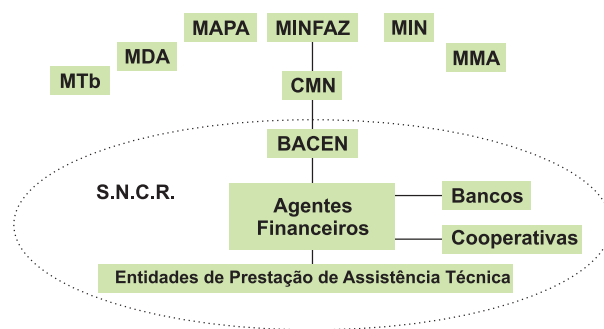 MAPA
MINFAZ
MIN
MDA
MMA
MTb
CMN
BACEN
S.N.C.R.
Agentes
Financeiros
Bancos
Cooperativas
Entidades de Prestação de Assistência Técnica